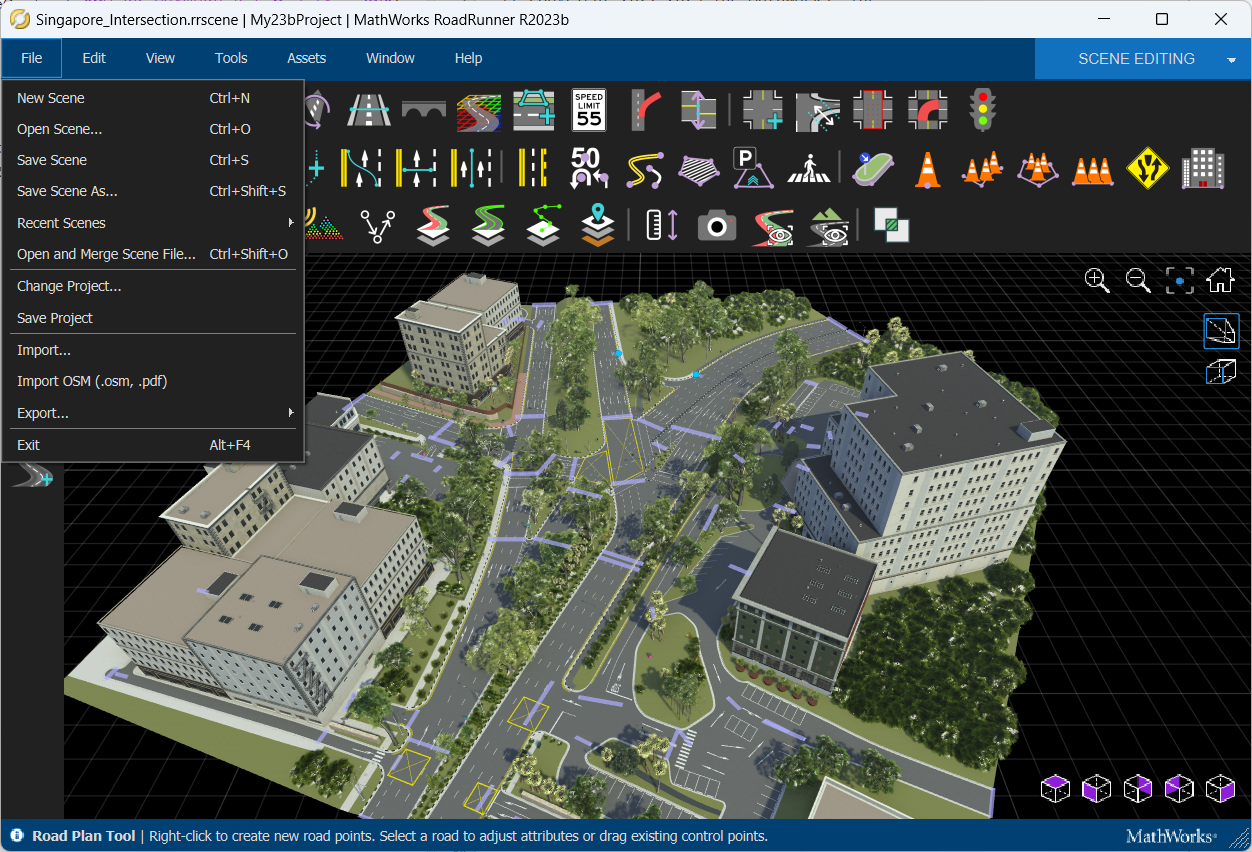 Singapore_Intersection.rrscene | My23bProject | MathWorks RoadRunner R2023b
File Edit View Tools Assets Window Help SCENE EDITING
New Scene Ctrl+N
Open Scene... Ctrl+O
Save Scene Ctrl+S
Save Scene As... Ctrl+Shift+S
Recent Scenes
Open and Merge Scene File... Ctrl+Shift+O
Change Project...
Save Project
Import...
Import OSM (.osm, .pdf)
Export...
Exit Alt+F4
SPEED
LIMIT
55
50
P
Road Plan Tool | Right-click to create new road points. Select a road to adjust attributes or drag existing control points.
MathWorks®